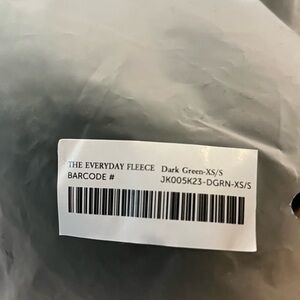 THE EVERYDAY FLEECE Dark Green-XS/S
BARCODE # JK005K23-DGRN-XS/S